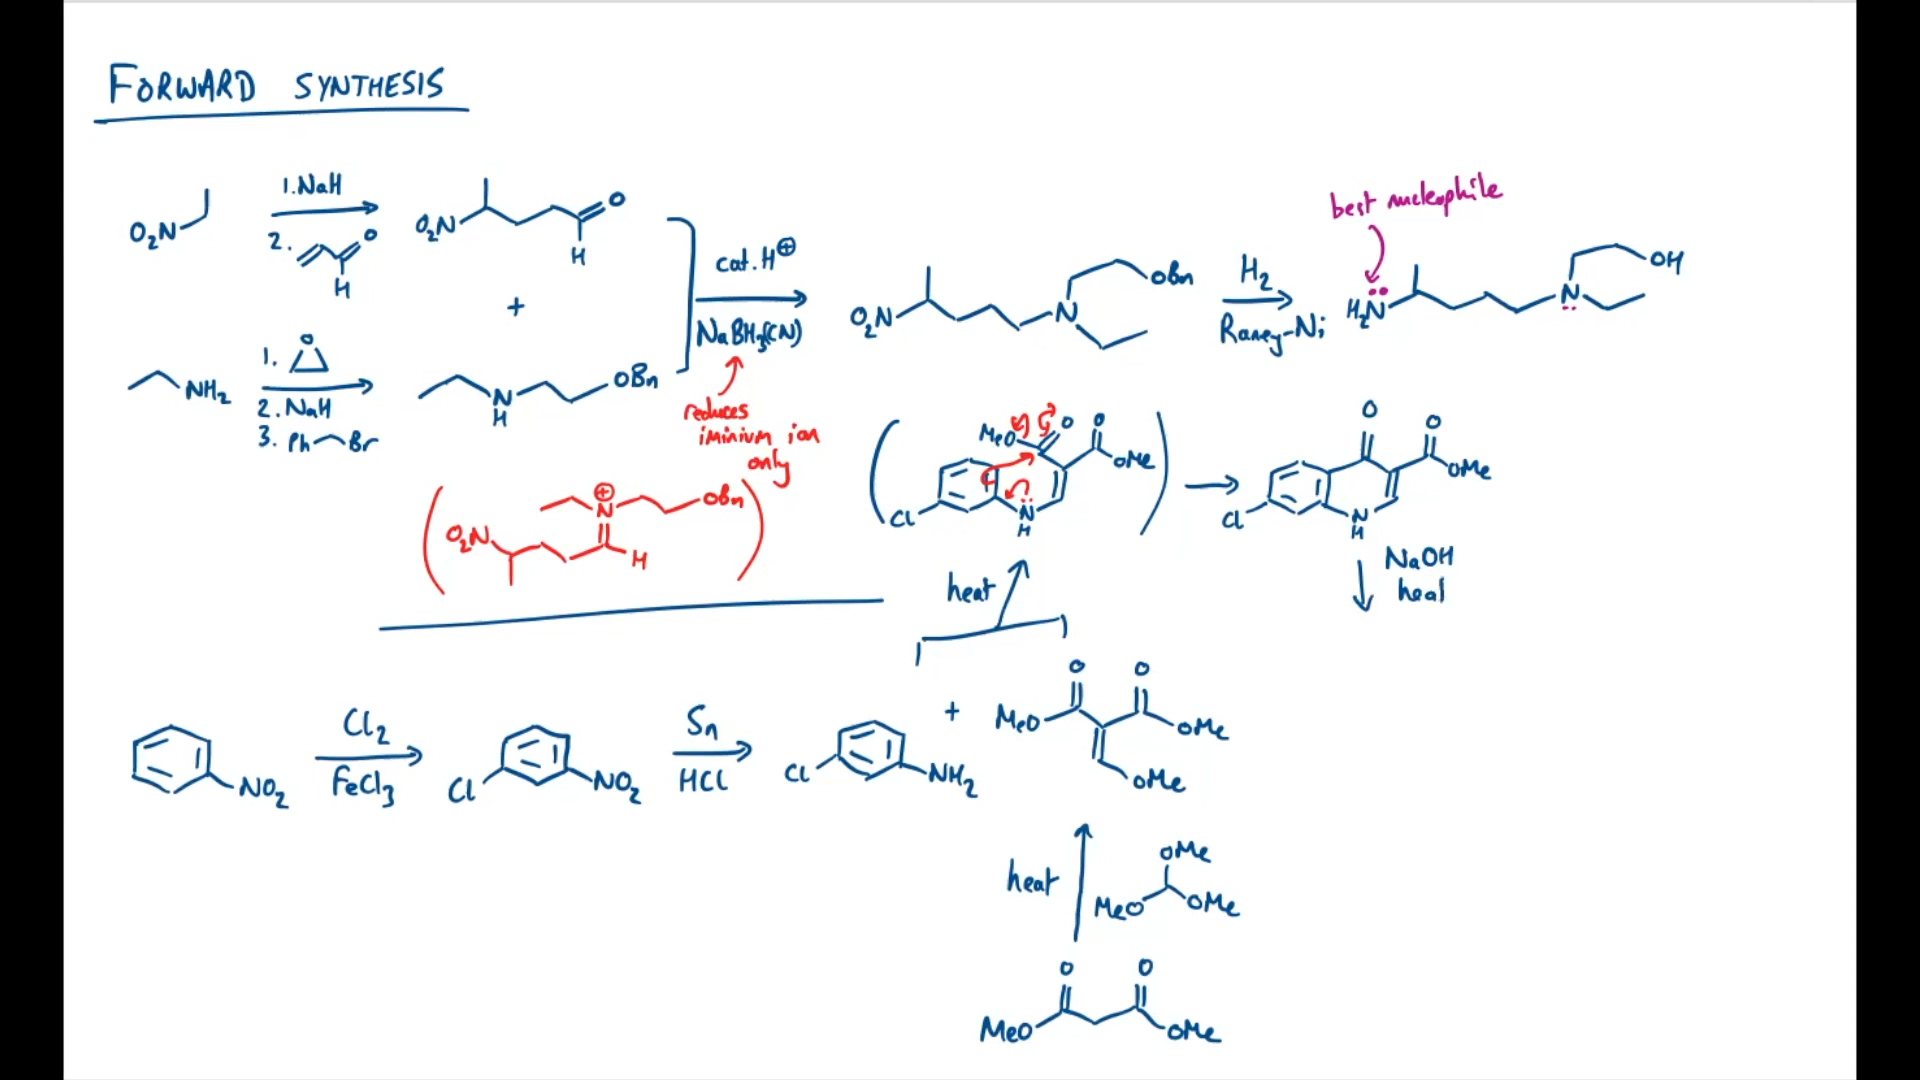 FORWARD SYNTHESIS
O₂N
1. NaH
2.
O
H
O₂N
O
H
+
NH₂
1.
O
2. NaH
3. Ph Br
N
H
OBn
cat. H⊕
NaBH₃(CN)
reduces
iminium ion
only
O₂N
⊕
N
H
OBn
O₂N
N
OBn
H₂
Raney-Ni
best nucleophile
H₂N
N
OH
MeO
O
O
OMe
Cl
N
H
O
O
OMe
Cl
N
H
NaOH
heat
heat
NO₂
Cl₂
FeCl₃
Cl
NO₂
Sn
HCl
Cl
NH₂
+
O
O
MeO
OMe
OMe
heat
OMe
MeO
OMe
O
O
MeO
OMe